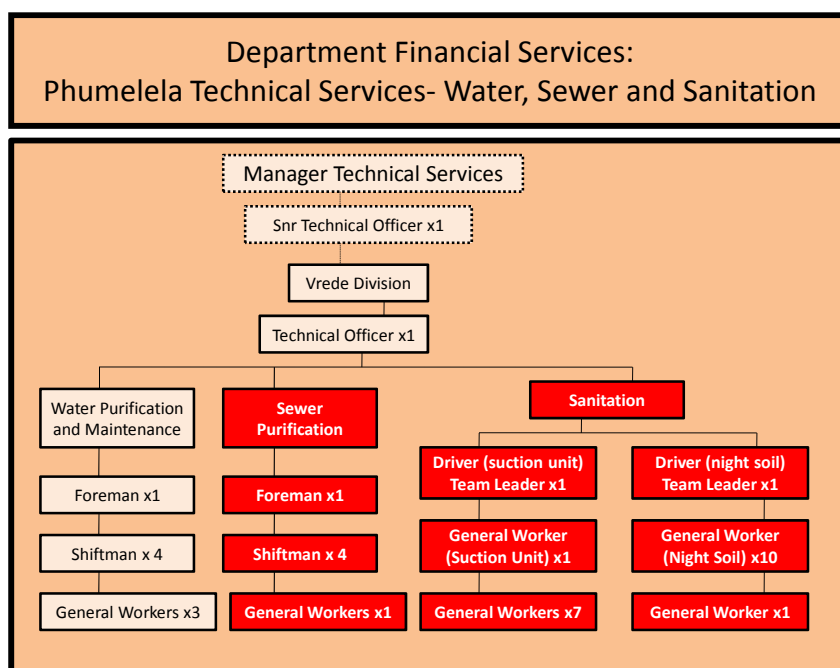 Department Financial Services:
Phumelela Technical Services- Water, Sewer and Sanitation
Manager Technical Services
Snr Technical Officer x1
Vrede Division
Technical Officer x1
Water Purification
and Maintenance
Foreman x1
Shiftman x 4
General Workers x3
Sewer
Purification
Foreman x1
Shiftman x 4
General Workers x1
Sanitation
Driver (suction unit)
Team Leader x1
General Worker
(Suction Unit) x1
General Workers x7
Driver (night soil)
Team Leader x1
General Worker
(Night Soil) x10
General Worker x1